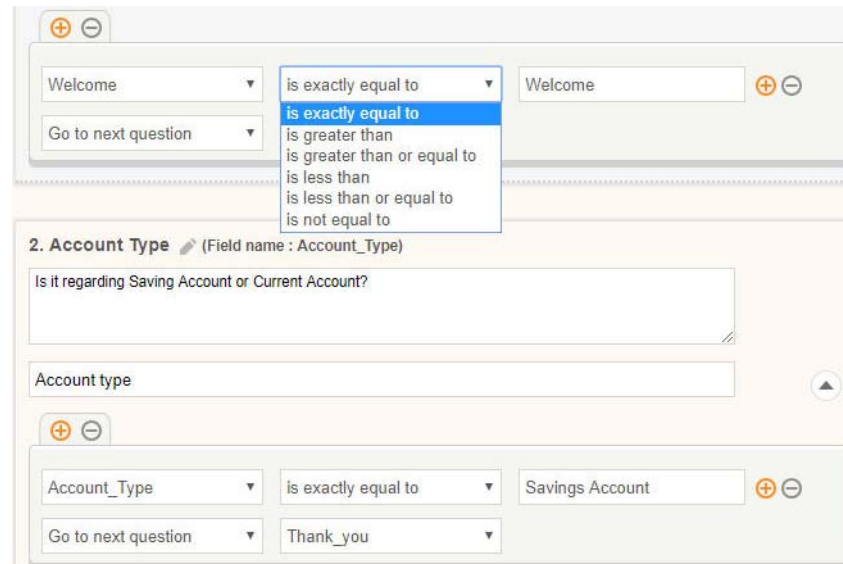 Welcome is exactly equal to Welcome
is exactly equal to
Go to next question is greater than
is greater than or equal to
is less than
is less than or equal to
is not equal to
2. Account Type (Field name : Account_Type)
Is it regarding Saving Account or Current Account?
Account type
Account_Type is exactly equal to Savings Account
Go to next question Thank_you